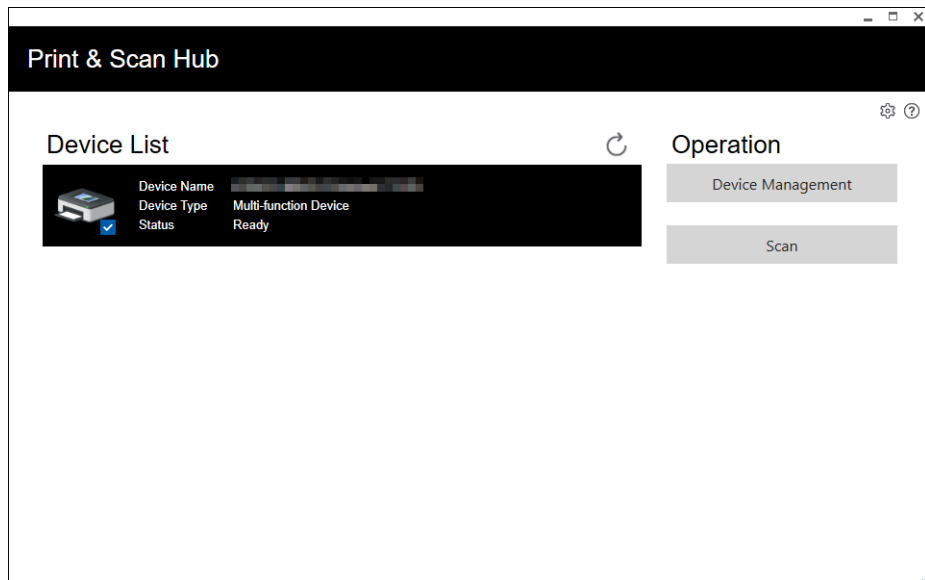 Print & Scan Hub
Device List
Device Name
Device Type Multi-function Device
Status Ready
Operation
Device Management
Scan